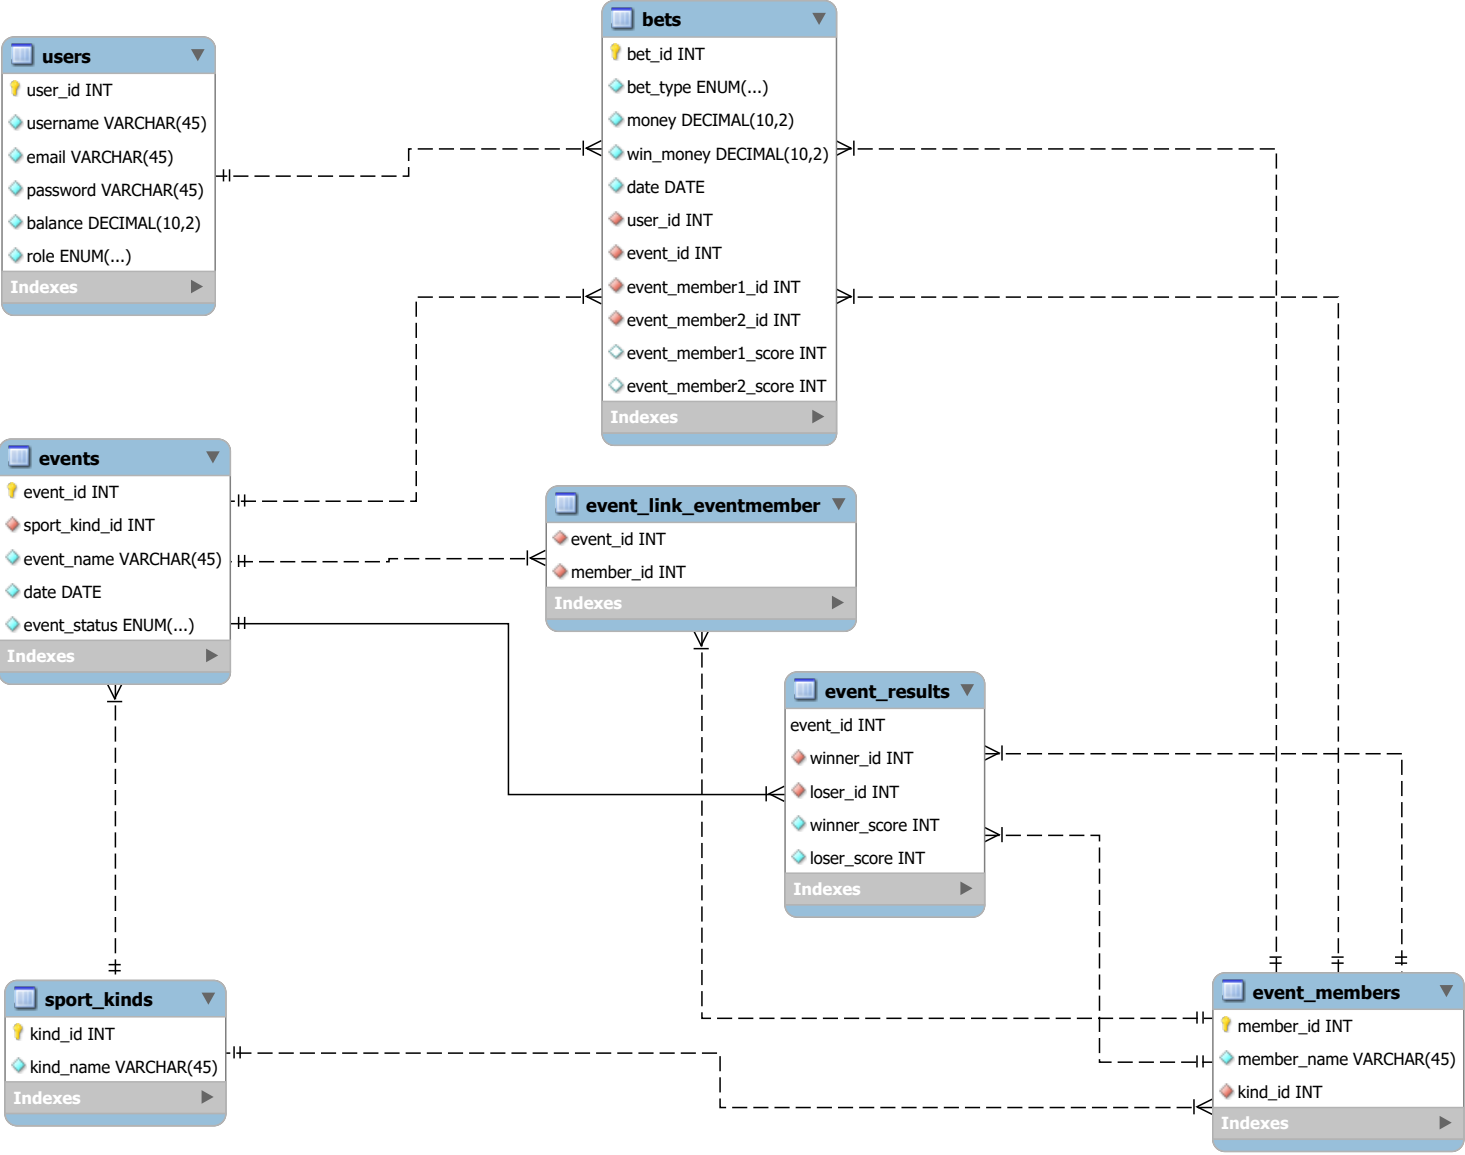 bets
bet_id INT
bet_type ENUM(...)
money DECIMAL(10,2)
win_money DECIMAL(10,2)
date DATE
user_id INT
event_id INT
event_member1_id INT
event_member2_id INT
event_member1_score INT
event_member2_score INT
Indexes
users
user_id INT
username VARCHAR(45)
email VARCHAR(45)
password VARCHAR(45)
balance DECIMAL(10,2)
role ENUM(...)
Indexes
events
event_id INT
sport_kind_id INT
event_name VARCHAR(45)
date DATE
event_status ENUM(...)
Indexes
event_link_eventmember
event_id INT
member_id INT
Indexes
event_results
event_id INT
winner_id INT
loser_id INT
winner_score INT
loser_score INT
Indexes
sport_kinds
kind_id INT
kind_name VARCHAR(45)
Indexes
event_members
member_id INT
member_name VARCHAR(45)
kind_id INT
Indexes